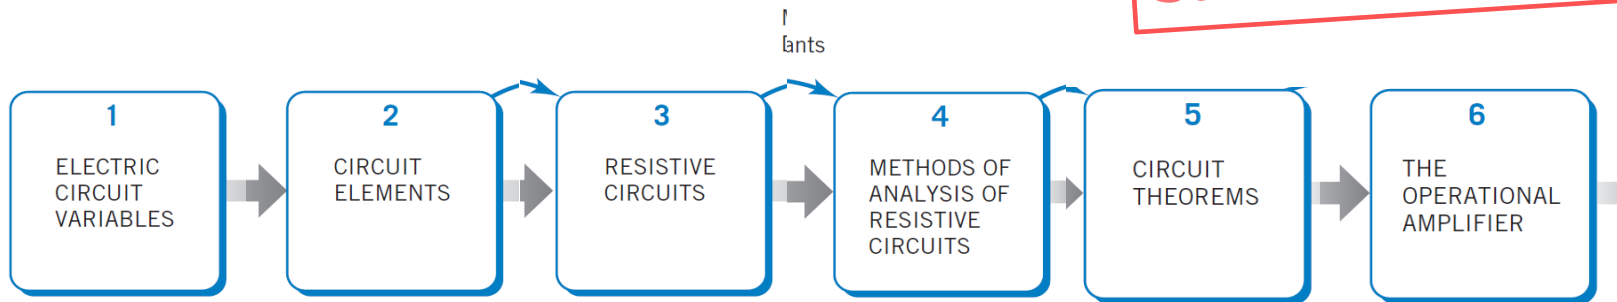 ants
1
ELECTRIC
CIRCUIT
VARIABLES
2
CIRCUIT
ELEMENTS
3
RESISTIVE
CIRCUITS
4
METHODS OF
ANALYSIS OF
RESISTIVE
CIRCUITS
5
CIRCUIT
THEOREMS
6
THE
OPERATIONAL
AMPLIFIER